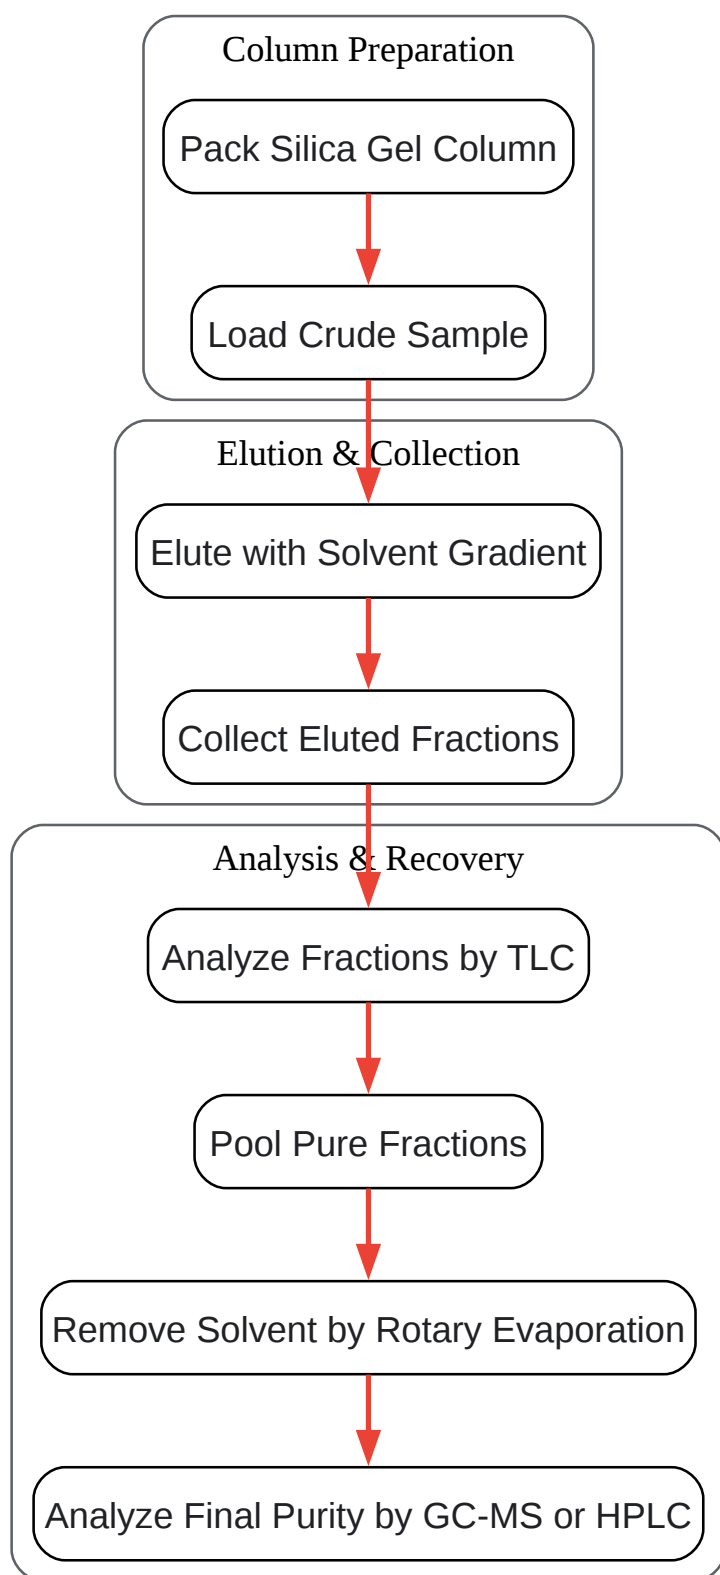 Column Preparation
Pack Silica Gel Column
Load Crude Sample
Elution & Collection
Elute with Solvent Gradient
Collect Eluted Fractions
Analysis & Recovery
Analyze Fractions by TLC
Pool Pure Fractions
Remove Solvent by Rotary Evaporation
Analyze Final Purity by GC-MS or HPLC